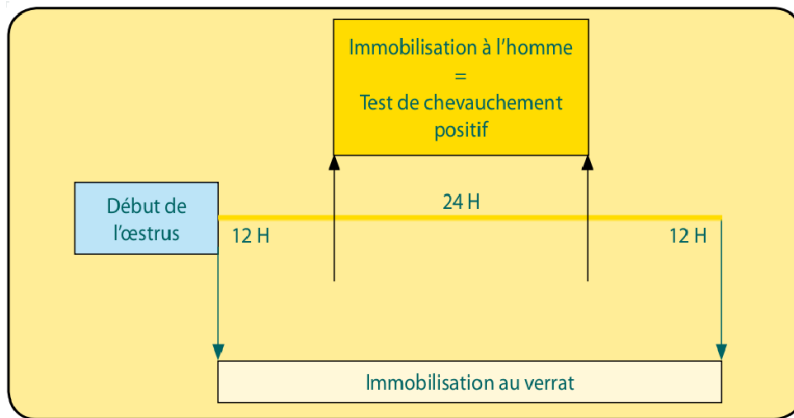 Immobilisation à l’homme
=
Test de chevauchement
positif
Début de
l’œstrus
24 H
12 H
12 H
Immobilisation au verrat